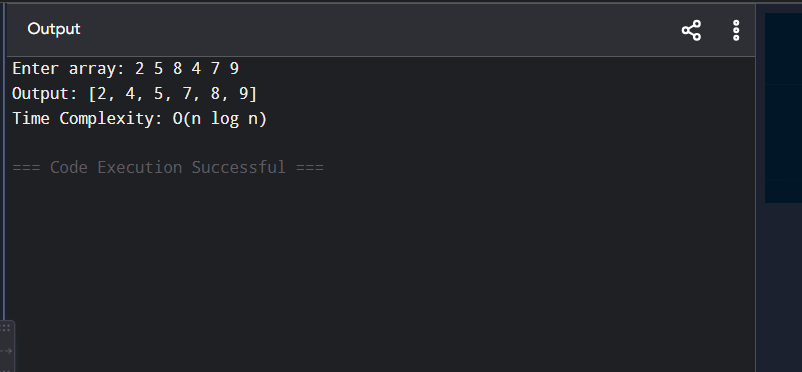 Output
Enter array: 2 5 8 4 7 9
Output: [2, 4, 5, 7, 8, 9]
Time Complexity: O(n log n)
=== Code Execution Successful ===